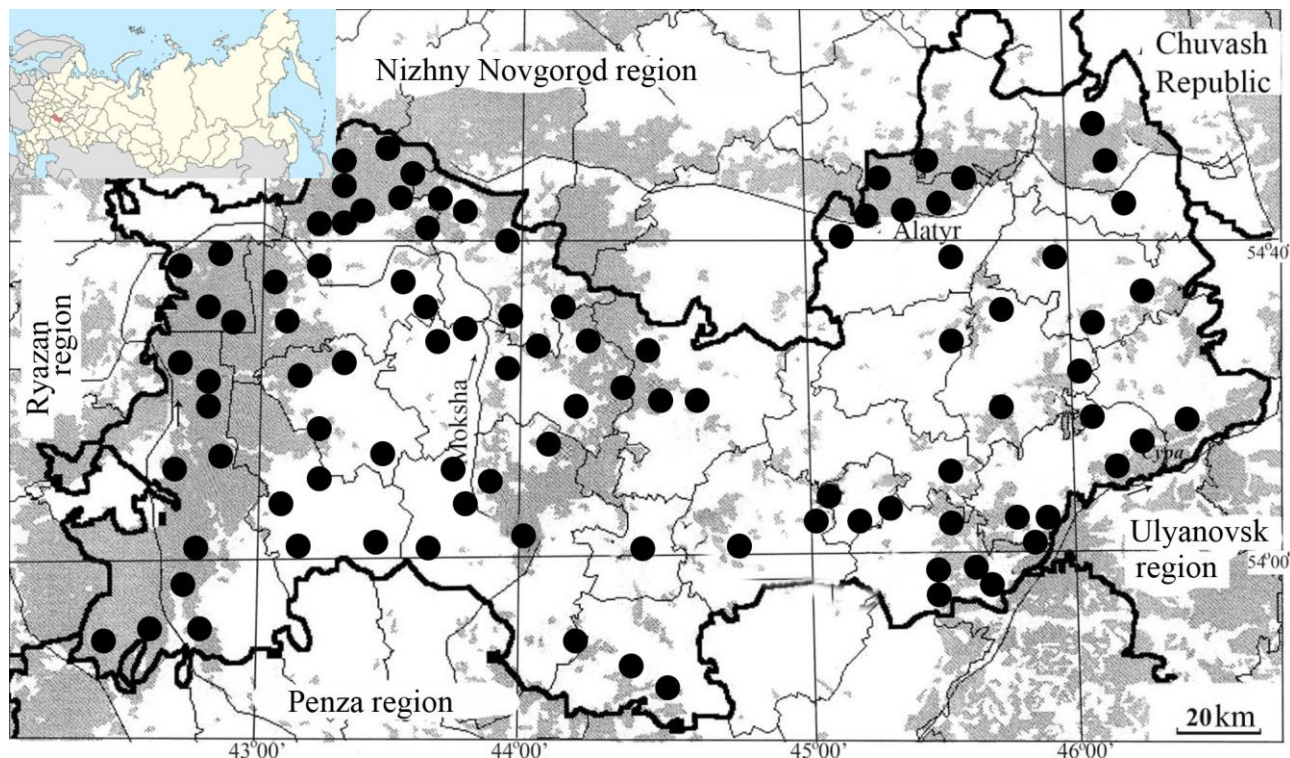 Nizhny Novgorod region
Chuvash
Republic
Ryazan
region
Alatyr
54°40'
Moksha
ура
Ulyanovsk
region
54°00'
Penza region
20 km
43°00'
44°00'
45°00'
46°00'